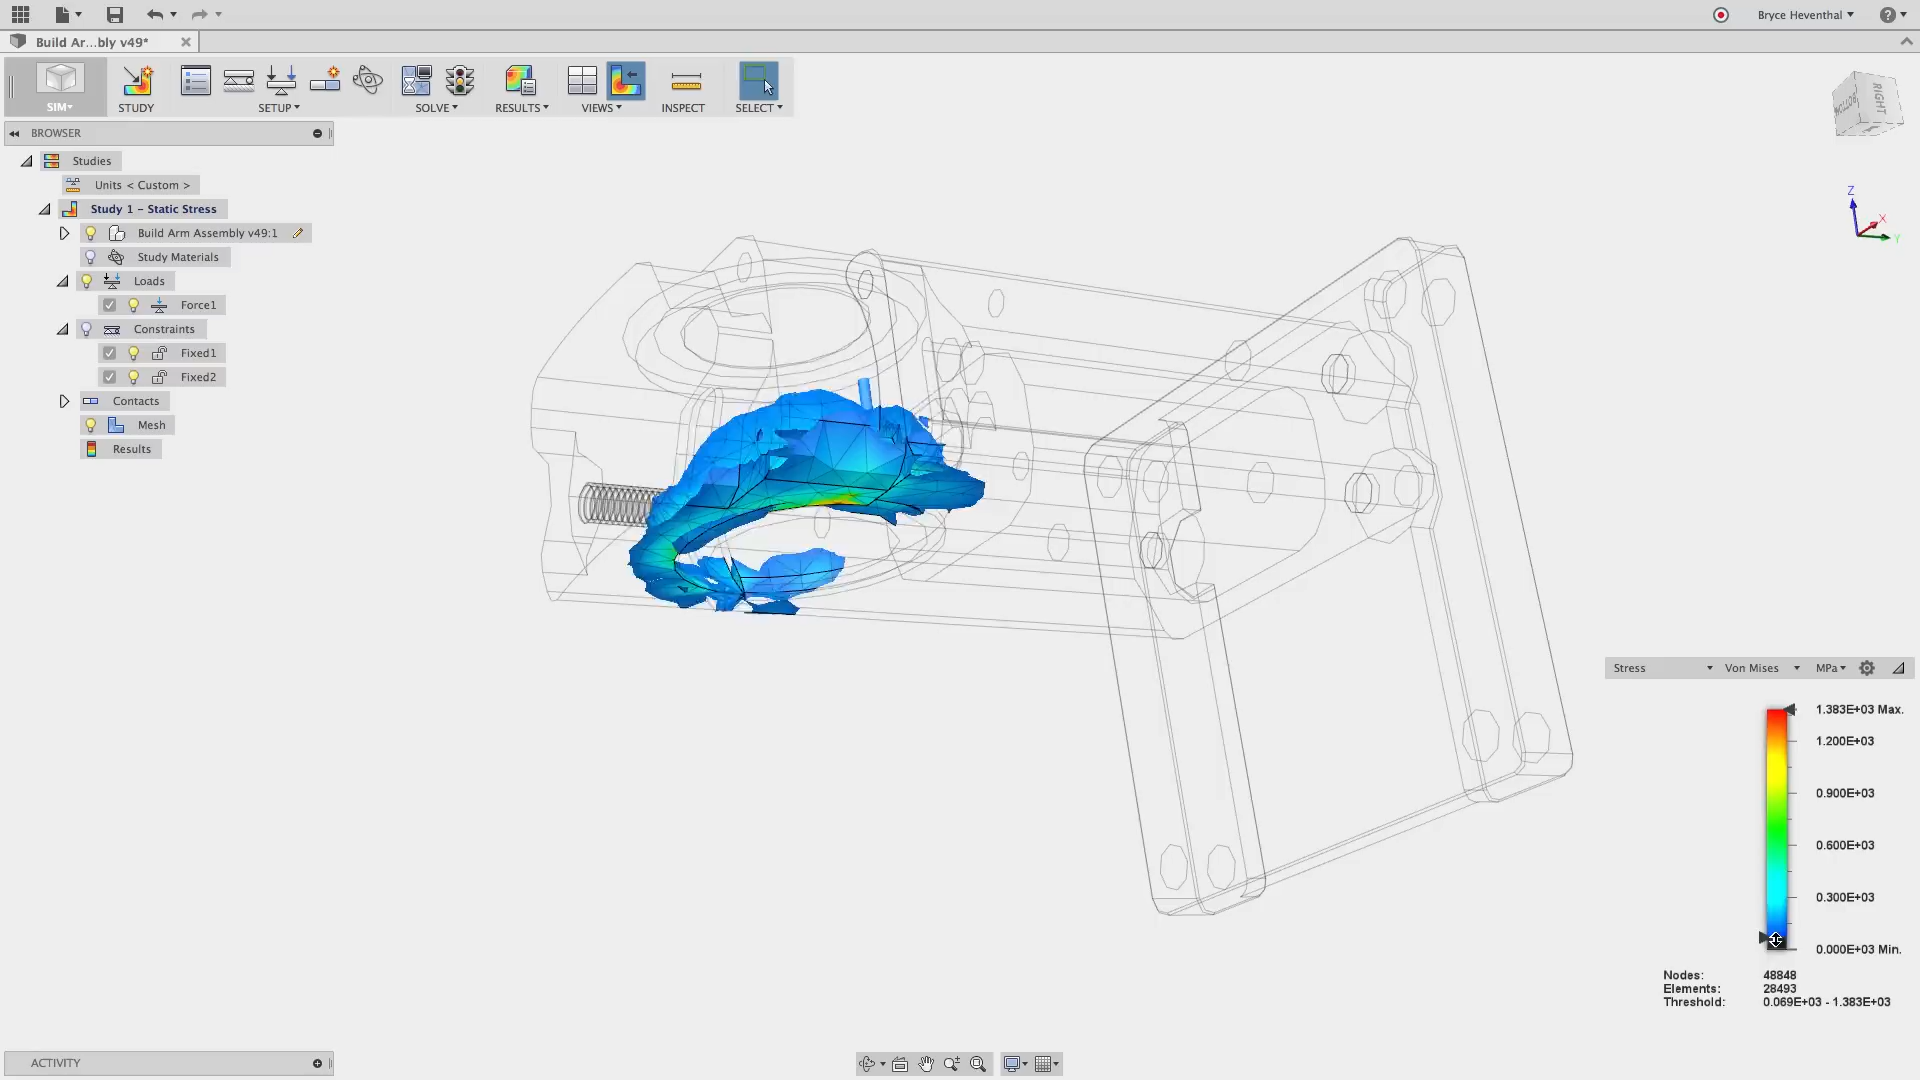 Bryce Heventhal
Build Ar...bly v49*
SIM
STUDY
SETUP
SOLVE
RESULTS
VIEWS
INSPECT
SELECT
BOTTOM
RIGHT
BROWSER
Studies
Units < Custom >
Study 1 - Static Stress
Build Arm Assembly v49:1
Study Materials
Loads
Force1
Constraints
Fixed1
Fixed2
Contacts
Mesh
Results
Z
X
Y
Stress Von Mises MPa
1.383E+03 Max.
1.200E+03
0.900E+03
0.600E+03
0.300E+03
0.000E+03 Min.
Nodes: 48848
Elements: 28493
Threshold: 0.069E+03 - 1.383E+03
ACTIVITY